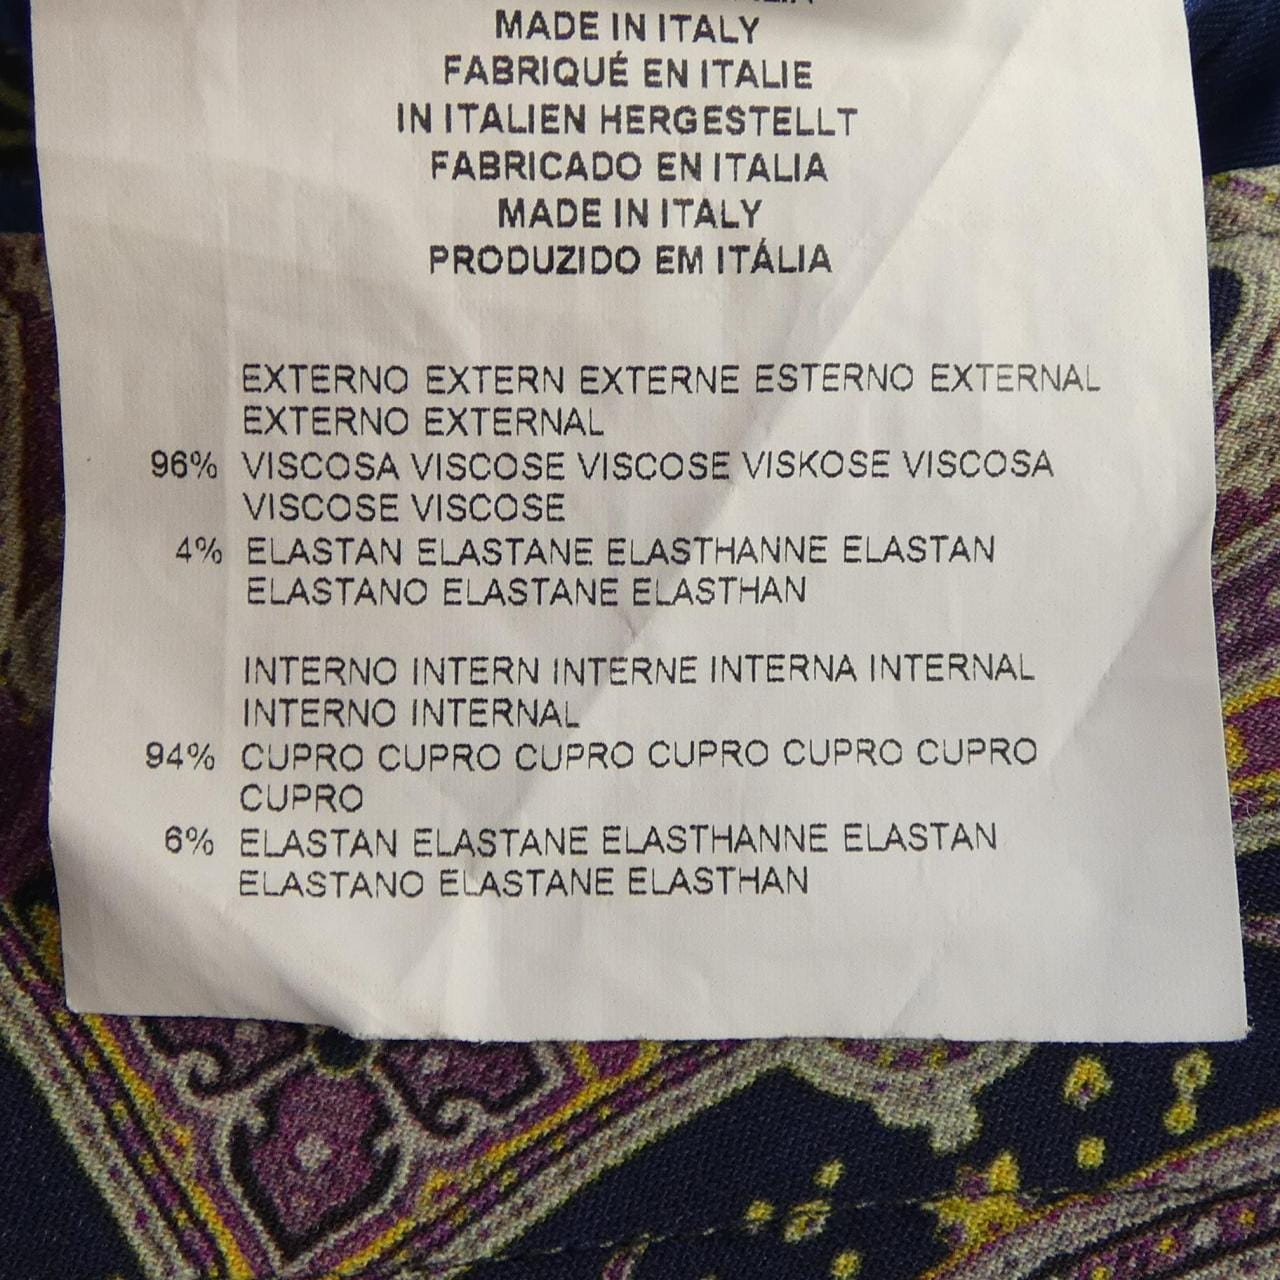 MADE IN ITALY
FABRIQUÉ EN ITALIE
IN ITALIEN HERGESTELLT
FABRICADO EN ITALIA
MADE IN ITALY
PRODUZIDO EM ITÁLIA
EXTERNO EXTERN EXTERNE ESTERNO EXTERNAL
EXTERNO EXTERNAL
96% VISCOSA VISCOSE VISCOSE VISKOSE VISCOSA
VISCOSE VISCOSE
4% ELASTAN ELASTANE ELASTHANNE ELASTAN
ELASTANO ELASTANE ELASTHAN
INTERNO INTERN INTERNE INTERNA INTERNAL
INTERNO INTERNAL
94% CUPRO CUPRO CUPRO CUPRO CUPRO CUPRO
CUPRO
6% ELASTAN ELASTANE ELASTHANNE ELASTAN
ELASTANO ELASTANE ELASTHAN